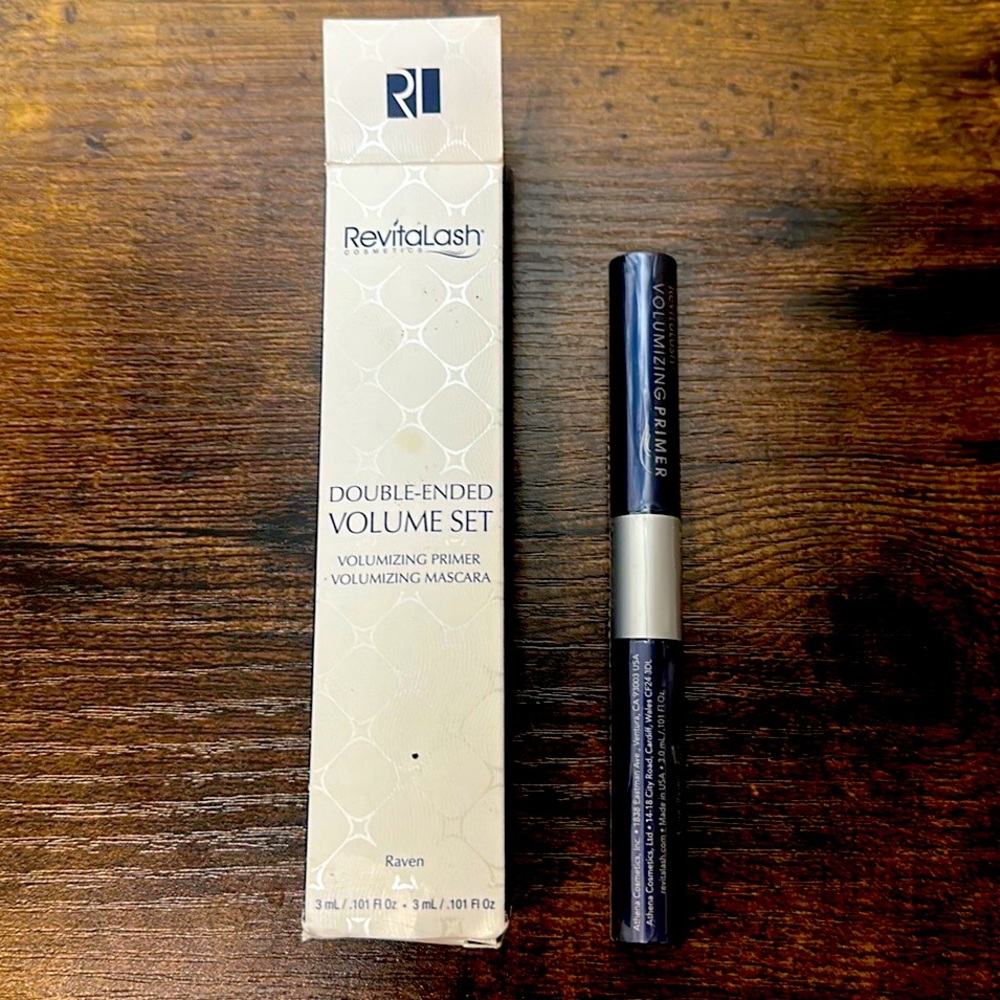 RL
RevitaLash
COSMETICS
DOUBLE-ENDED
VOLUME SET
VOLUMIZING PRIMER
VOLUMIZING MASCARA
Raven
3 mL / .101 Fl Oz • 3 mL / .101 Fl Oz
VOLUMIZING PRIMER
Athena Cosmetics, Inc. • 1838 Eastman Ave., Ventura, CA 93003 USA
Athena Cosmetics, Ltd • 14-18 City Road, Cardiff, Wales CF24 3DL
revitalash.com • Made in USA • 3.0 mL / .101 Fl Oz.